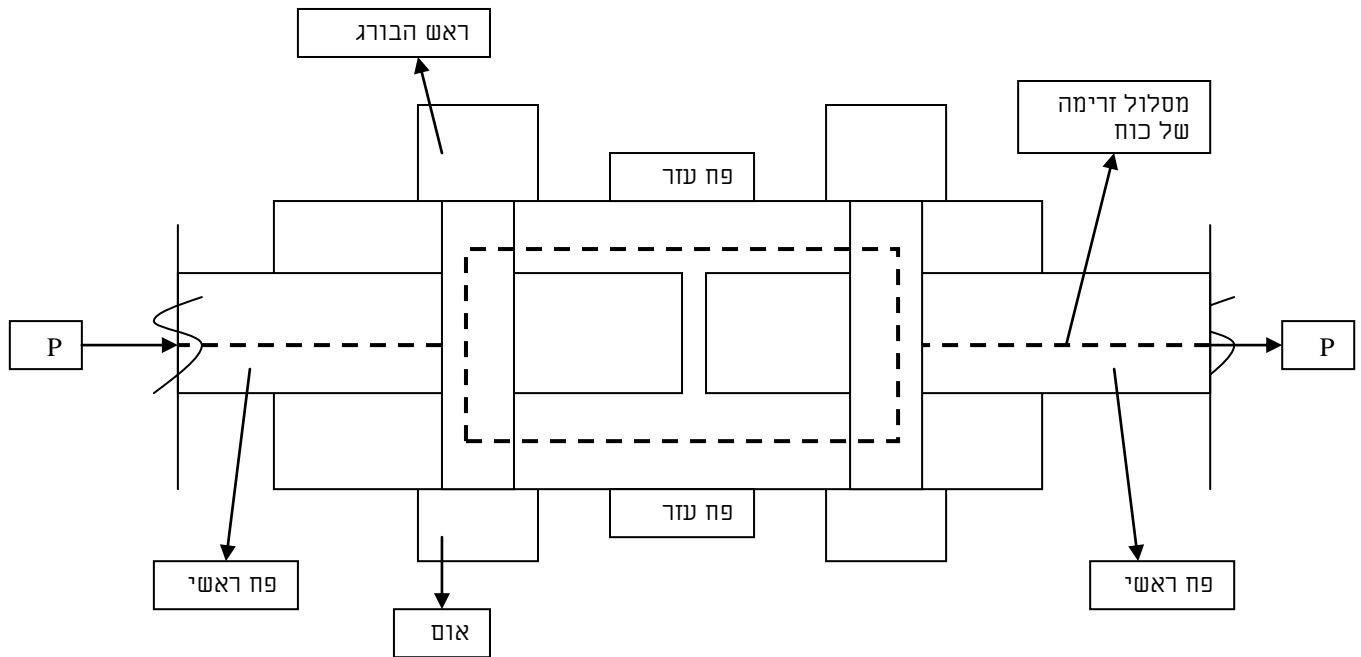 ראש הבורג
מסלול זרימה
של כוח
פח עזר
P
P
פח עזר
פח ראשי
פח ראשי
אום